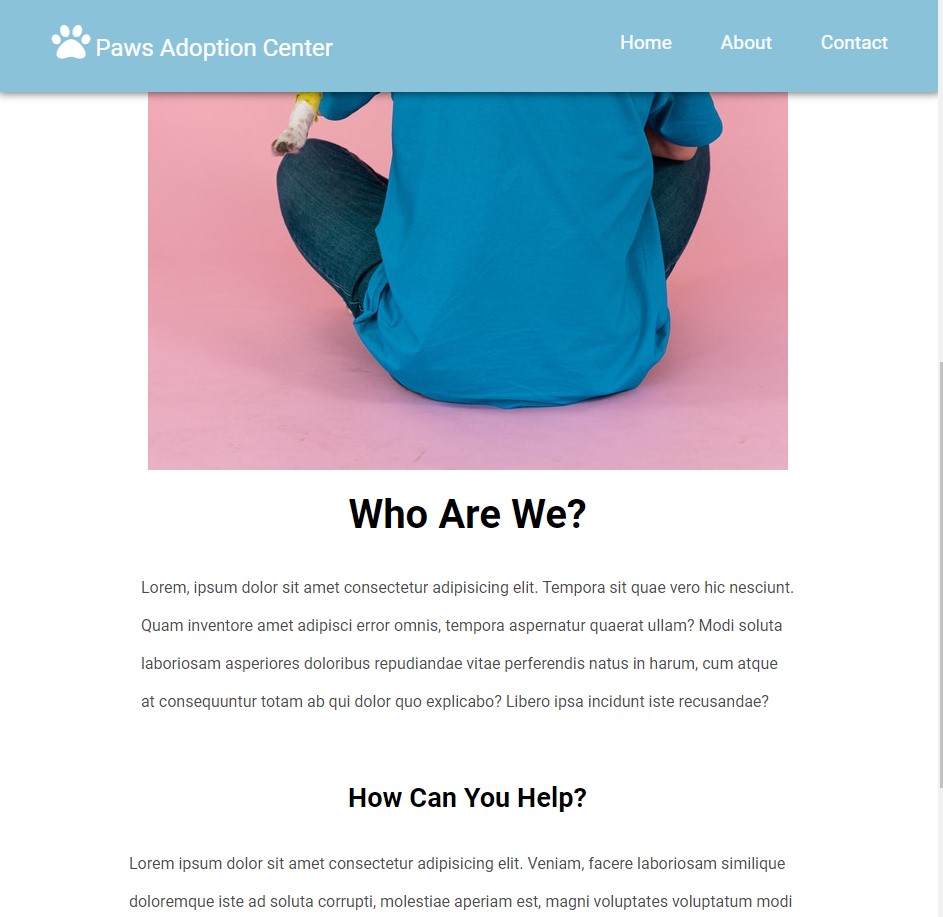 Paws Adoption Center
Home About Contact
Who Are We?
Lorem, ipsum dolor sit amet consectetur adipisicing elit. Tempora sit quae vero hic nesciunt.
Quam inventore amet adipisci error omnis, tempora aspernatur quaerat ullam? Modi soluta
laboriosam asperiores doloribus repudiandae vitae perferendis natus in harum, cum atque
at consequuntur totam ab qui dolor quo explicabo? Libero ipsa incidunt iste recusandae?
How Can You Help?
Lorem ipsum dolor sit amet consectetur adipisicing elit. Veniam, facere laboriosam similique
doloremque iste ad soluta corrupti, molestiae aperiam est, magni voluptates voluptatum modi